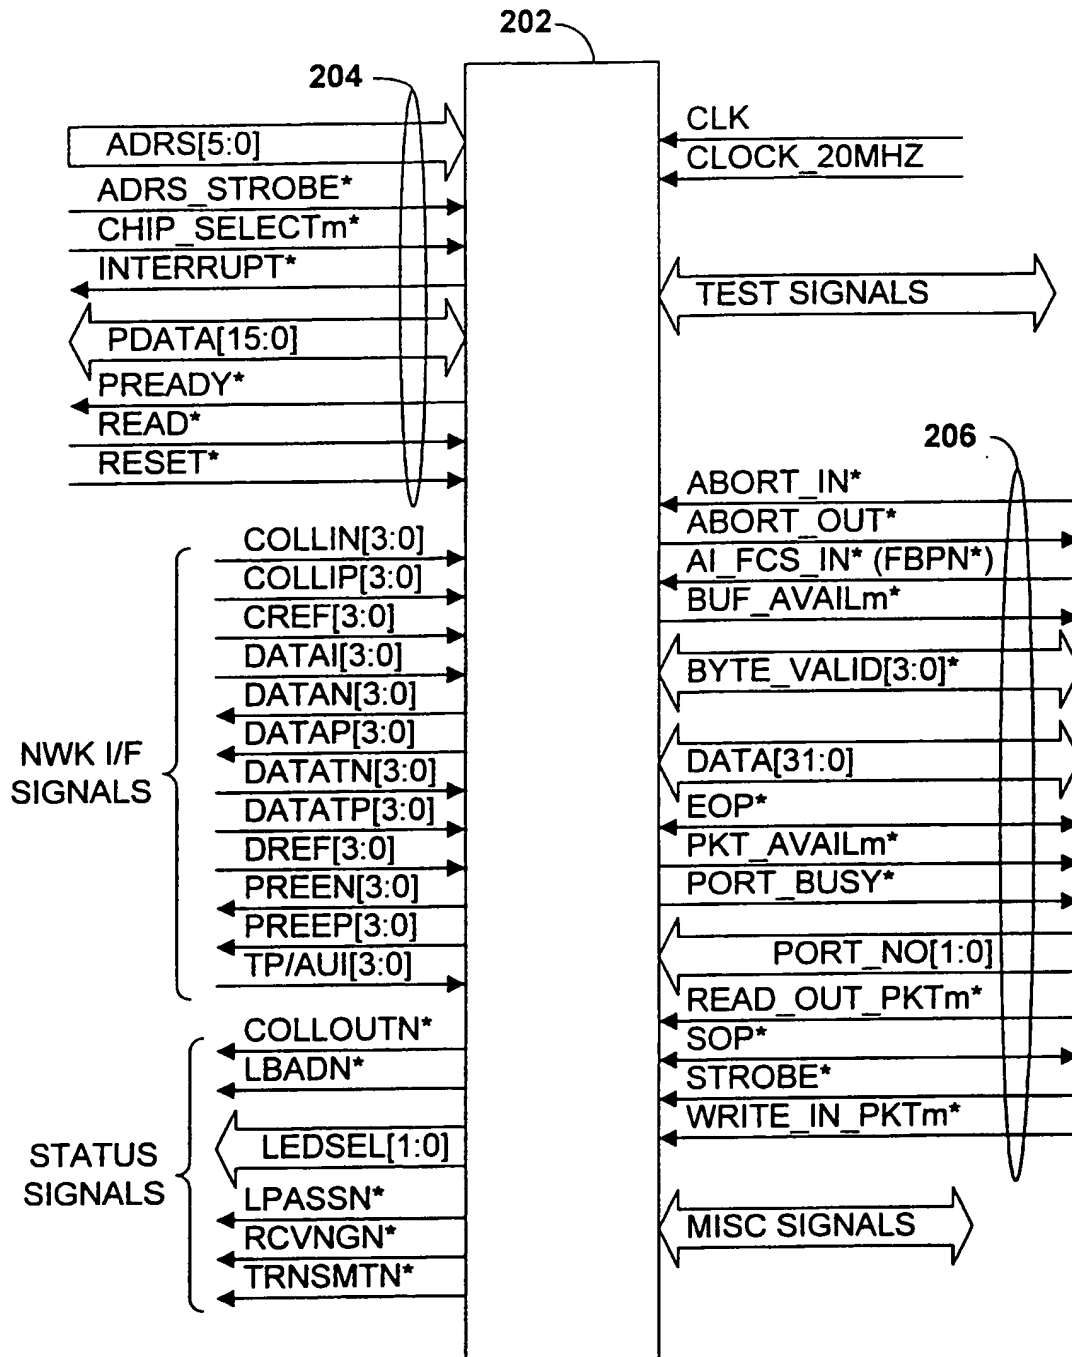 202
204
ADRS[5:0]
ADRS_STROBE*
CHIP_SELECTm*
INTERRUPT*
PDATA[15:0]
PREADY*
READ*
RESET*
NWK I/F
SIGNALS
COLLIN[3:0]
COLLIP[3:0]
CREF[3:0]
DATAI[3:0]
DATAN[3:0]
DATAP[3:0]
DATATN[3:0]
DATATP[3:0]
DREF[3:0]
PREEN[3:0]
PREEP[3:0]
TP/AUI[3:0]
STATUS
SIGNALS
COLLOUTN*
LBADN*
LEDSEL[1:0]
LPASSN*
RCVNGN*
TRNSMTN*
CLK
CLOCK_20MHZ
TEST SIGNALS
206
ABORT_IN*
ABORT_OUT*
AI_FCS_IN* (FBPN*)
BUF_AVAILm*
BYTE_VALID[3:0]*
DATA[31:0]
EOP*
PKT_AVAILm*
PORT_BUSY*
PORT_NO[1:0]
READ_OUT_PKTm*
SOP*
STROBE*
WRITE_IN_PKTm*
MISC SIGNALS